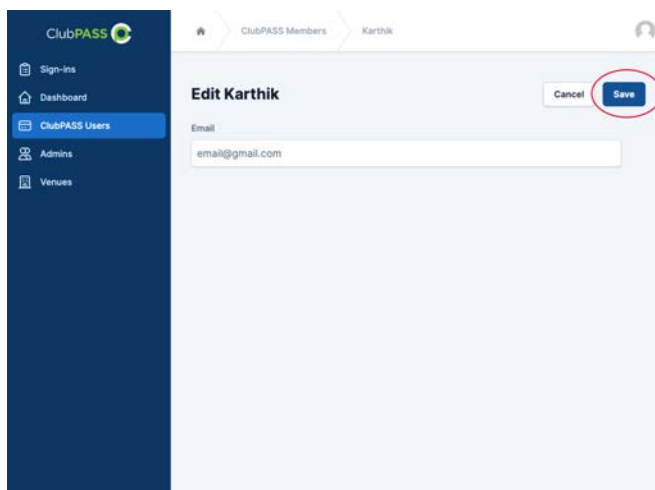 ClubPASS
ClubPASS Members
Karthik
Sign-ins
Dashboard
ClubPASS Users
Admins
Venues
Edit Karthik
Cancel
Save
Email
email@gmail.com